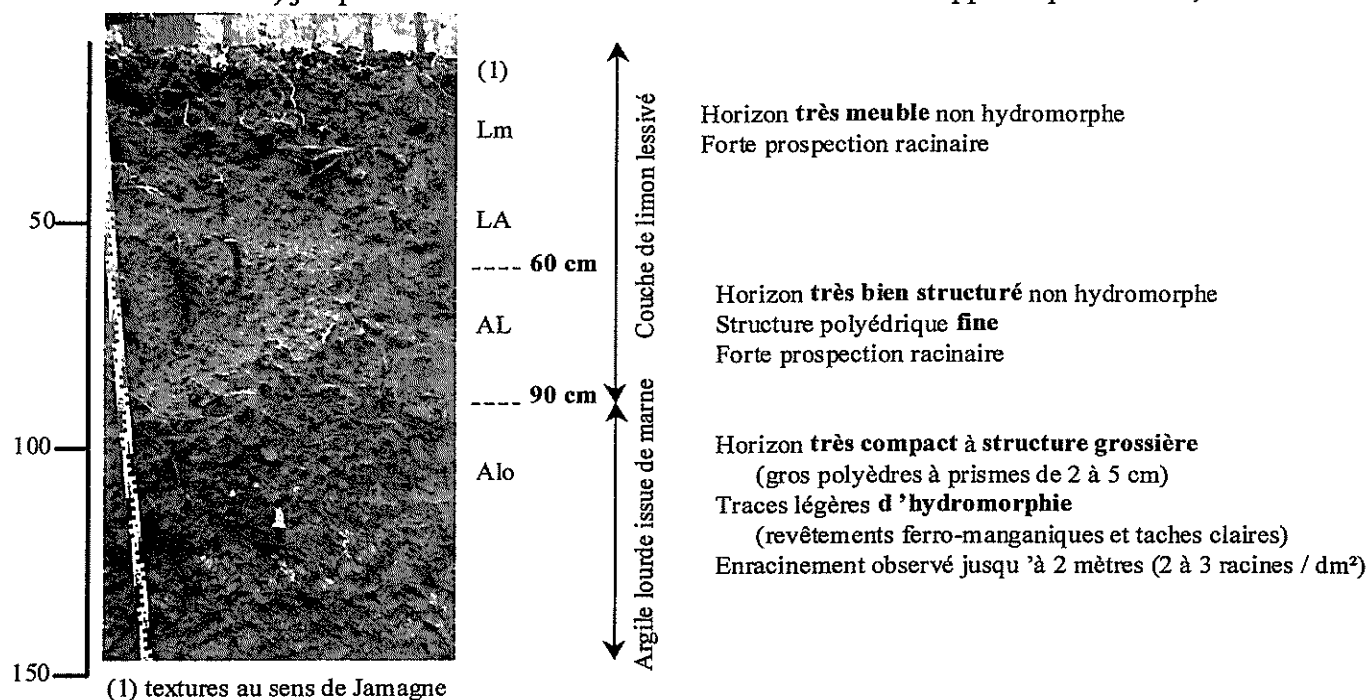 (1)
Lm
LA
---- 60 cm
AL
---- 90 cm
Alo
50
100
150
Couche de limon lessivé
Argile lourde issue de marne
Horizon très meuble non hydromorphe
Forte prospection racinaire
Horizon très bien structuré non hydromorphe
Structure polyédrique fine
Forte prospection racinaire
Horizon très compact à structure grossière
(gros polyèdres à prismes de 2 à 5 cm)
Traces légères d 'hydromorphie
(revêtements ferro-manganiques et taches claires)
Enracinement observé jusqu 'à 2 mètres (2 à 3 racines / dm²)
(1) textures au sens de Jamagne